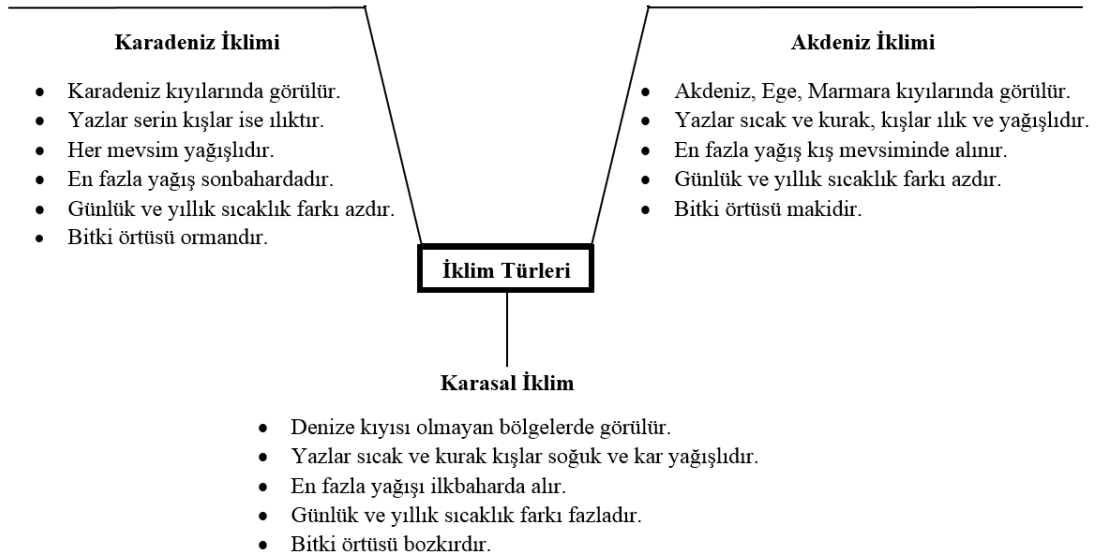 Karadeniz İklimi
• Karadeniz kıyılarında görülür.
• Yazlar serin kışlar ise ılıktır.
• Her mevsim yağışlıdır.
• En fazla yağış sonbahardadır.
• Günlük ve yıllık sıcaklık farkı azdır.
• Bitki örtüsü ormandır.
Akdeniz İklimi
• Akdeniz, Ege, Marmara kıyılarında görülür.
• Yazlar sıcak ve kurak, kışlar ılık ve yağışlıdır.
• En fazla yağış kış mevsiminde alınır.
• Günlük ve yıllık sıcaklık farkı azdır.
• Bitki örtüsü makidir.
İklim Türleri
Karasal İklim
• Denize kıyısı olmayan bölgelerde görülür.
• Yazlar sıcak ve kurak kışlar soğuk ve kar yağışlıdır.
• En fazla yağışı ilkbaharda alır.
• Günlük ve yıllık sıcaklık farkı fazladır.
• Bitki örtüsü bozkırdır.